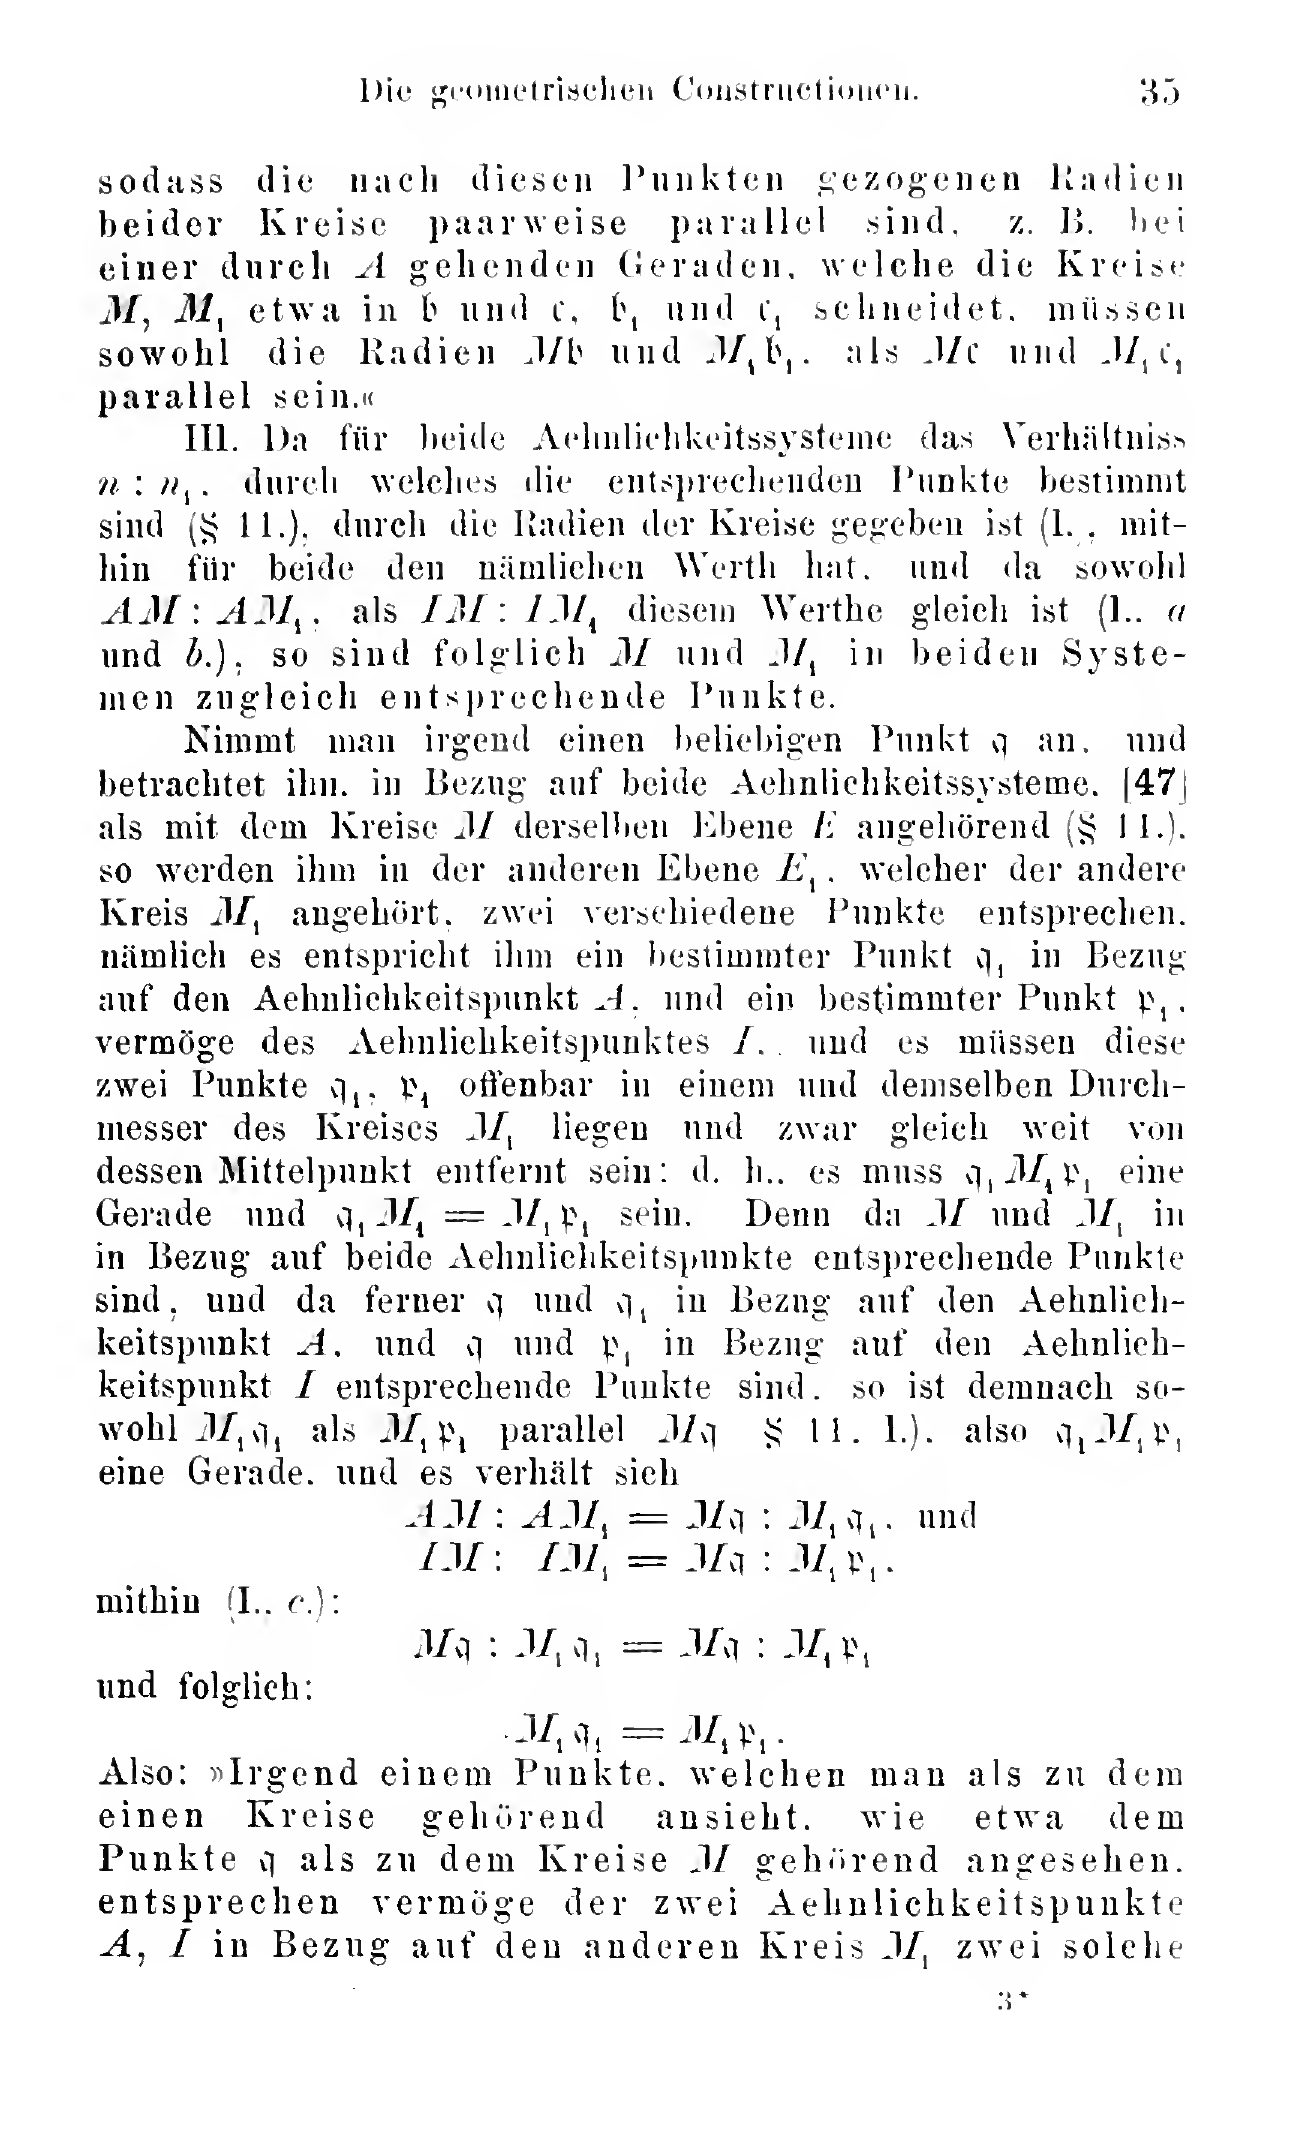 Die geometrischen Constructionen. 35
sodass die nach diesen Punkten gezogenen Radien
beider Kreise paarweise parallel sind, z. B. bei
einer durch A gehenden Geraden, welche die Kreise
M, M₁ etwa in 𝔟 und 𝔠, 𝔟₁ und 𝔠₁ schneidet, müssen
sowohl die Radien M𝔟 und M₁𝔟₁, als M𝔠 und M₁𝔠₁
parallel sein.«
III. Da für beide Aehnlichkeitssysteme das Verhältniss
n : n₁, durch welches die entsprechenden Punkte bestimmt
sind (§ 11.), durch die Radien der Kreise gegeben ist (I., mit-
hin für beide den nämlichen Werth hat, und da sowohl
AM : AM₁, als IM : IM₁ diesem Werthe gleich ist (I., a
und b.), so sind folglich M und M₁ in beiden Syste-
men zugleich entsprechende Punkte.
Nimmt man irgend einen beliebigen Punkt 𝔮 an, und
betrachtet ihn, in Bezug auf beide Aehnlichkeitssysteme, [47]
als mit dem Kreise M derselben Ebene E angehörend (§ 11.),
so werden ihm in der anderen Ebene E₁, welcher der andere
Kreis M₁ angehört, zwei verschiedene Punkte entsprechen,
nämlich es entspricht ihm ein bestimmter Punkt 𝔮₁ in Bezug
auf den Aehnlichkeitspunkt A, und ein bestimmter Punkt 𝔭₁,
vermöge des Aehnlichkeitspunktes I., und es müssen diese
zwei Punkte 𝔮₁, 𝔭₁ offenbar in einem und demselben Durch-
messer des Kreises M₁ liegen und zwar gleich weit von
dessen Mittelpunkt entfernt sein: d. h., es muss 𝔮₁M₁𝔭₁ eine
Gerade und 𝔮₁M₁ = M₁𝔭₁ sein. Denn da M und M₁ in
in Bezug auf beide Aehnlichkeitspunkte entsprechende Punkte
sind, und da ferner 𝔮 und 𝔮₁ in Bezug auf den Aehnlich-
keitspunkt A, und 𝔮 und 𝔭₁ in Bezug auf den Aehnlich-
keitspunkt I entsprechende Punkte sind, so ist demnach so-
wohl M₁𝔮₁ als M₁𝔭₁ parallel M𝔮 § 11. I.), also 𝔮₁M₁𝔭₁
eine Gerade, und es verhält sich
AM : AM₁ = M𝔮 : M₁𝔮₁, und
IM : IM₁ = M𝔮 : M₁𝔭₁,
mithin (I., c.):
M𝔮 : M₁𝔮₁ = M𝔮 : M₁𝔭₁
und folglich:
M₁𝔮₁ = M₁𝔭₁.
Also: »Irgend einem Punkte, welchen man als zu dem
einen Kreise gehörend ansieht, wie etwa dem
Punkte 𝔮 als zu dem Kreise M gehörend angesehen,
entsprechen vermöge der zwei Aehnlichkeitspunkte
A, I in Bezug auf den anderen Kreis M₁ zwei solche
3*